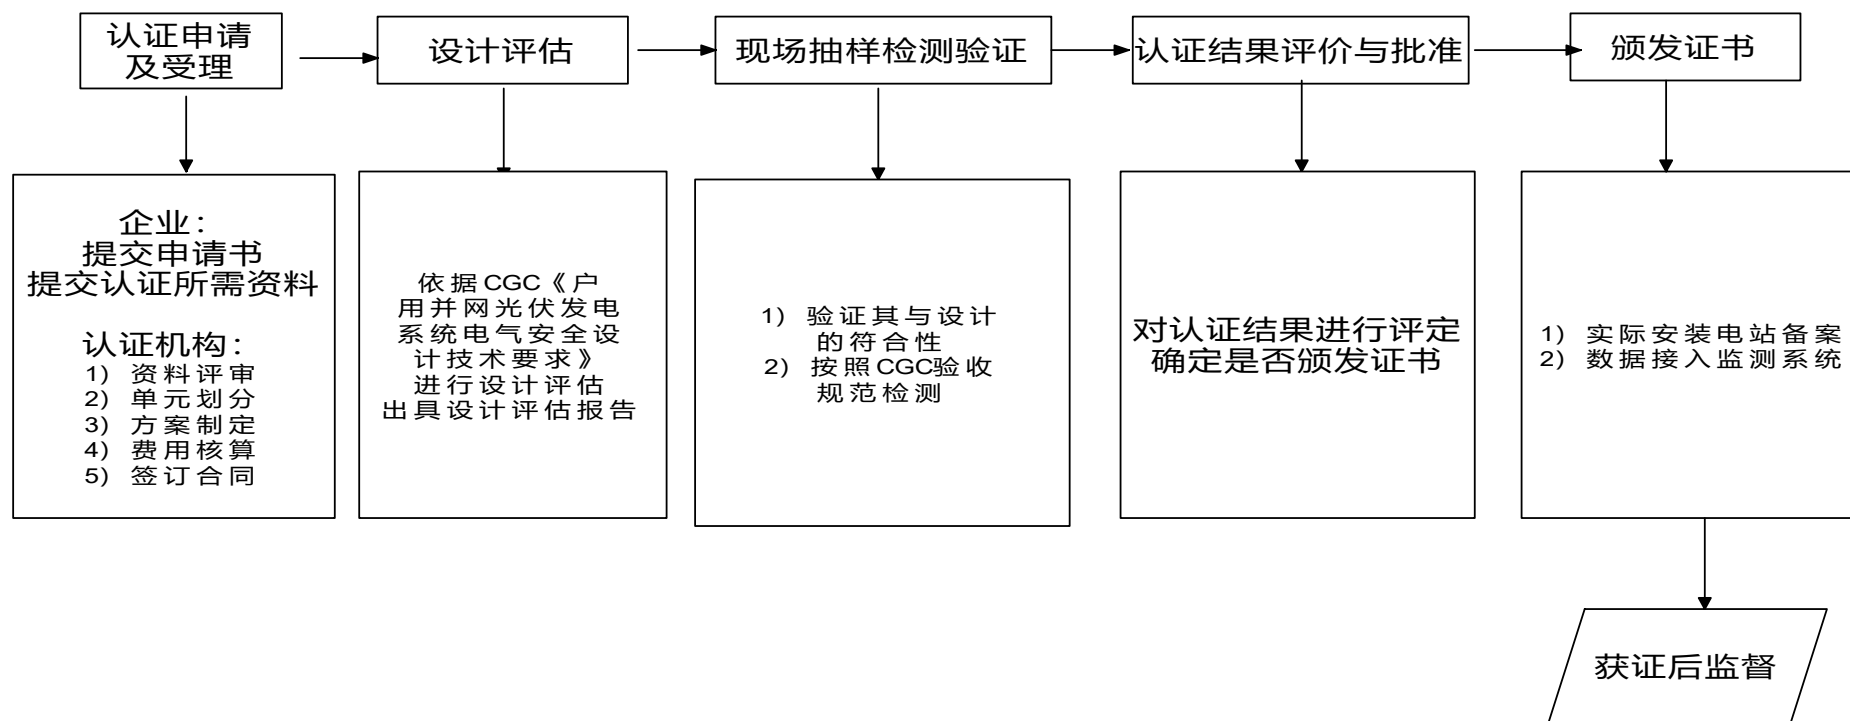 认证申请
及受理
设计评估
现场抽样检测验证
认证结果评价与批准
颁发证书
企业：
提交申请书
提交认证所需资料
认证机构：
1) 资料评审
2) 单元划分
3) 方案制定
4) 费用核算
5) 签订合同
依据CGC《户
用并网光伏发电
系统电气安全设
计技术要求》
进行设计评估
出具设计评估报告
1) 验证其与设计
的符合性
2) 按照CGC验收
规范检测
对认证结果进行评定
确定是否颁发证书
1) 实际安装电站备案
2) 数据接入监测系统
获证后监督